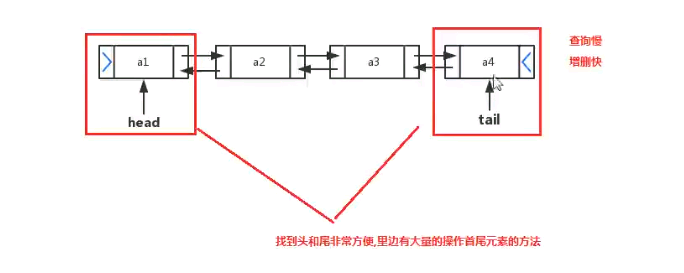 a1
a2
a3
a4
查询慢
增删快
head
tail
找到头和尾非常方便,里边有大量的操作首尾元素的方法